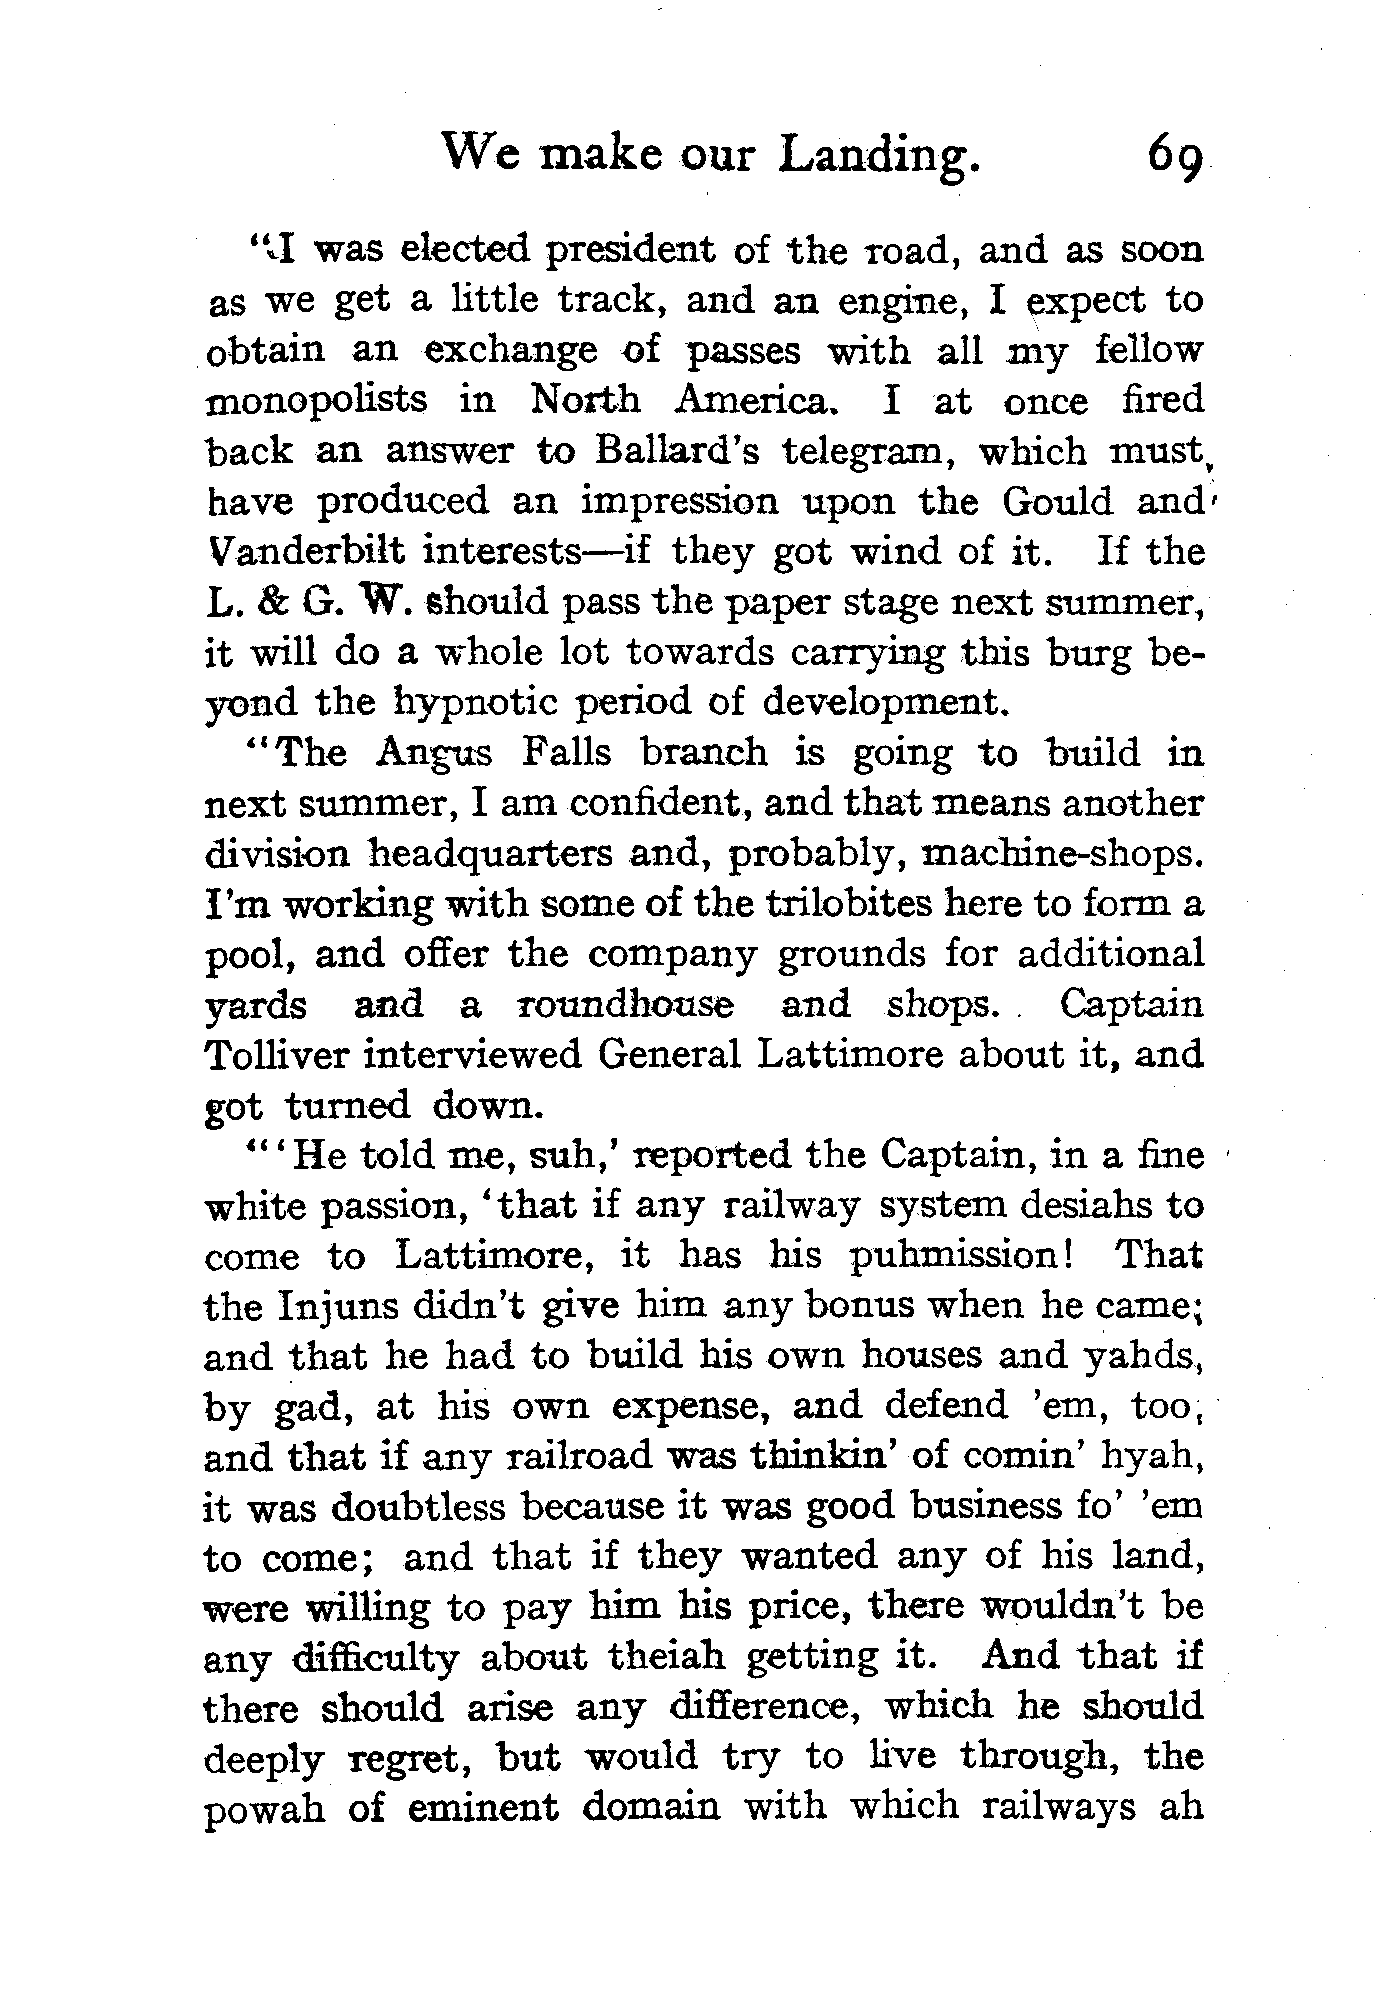 We make our Landing. 69
"I was elected president of the road, and as soon
as we get a little track, and an engine, I expect to
obtain an exchange of passes with all my fellow
monopolists in North America. I at once fired
back an answer to Ballard's telegram, which must
have produced an impression upon the Gould and
Vanderbilt interests—if they got wind of it. If the
L. & G. W. should pass the paper stage next summer,
it will do a whole lot towards carrying this burg be-
yond the hypnotic period of development.
"The Angus Falls branch is going to build in
next summer, I am confident, and that means another
division headquarters and, probably, machine-shops.
I'm working with some of the trilobites here to form a
pool, and offer the company grounds for additional
yards and a roundhouse and shops. Captain
Tolliver interviewed General Lattimore about it, and
got turned down.
"'He told me, suh,' reported the Captain, in a fine
white passion, 'that if any railway system desiahs to
come to Lattimore, it has his puhmission! That
the Injuns didn't give him any bonus when he came;
and that he had to build his own houses and yahds,
by gad, at his own expense, and defend 'em, too,
and that if any railroad was thinkin' of comin' hyah,
it was doubtless because it was good business fo' 'em
to come; and that if they wanted any of his land,
were willing to pay him his price, there wouldn't be
any difficulty about theiah getting it. And that if
there should arise any difference, which he should
deeply regret, but would try to live through, the
powah of eminent domain with which railways ah